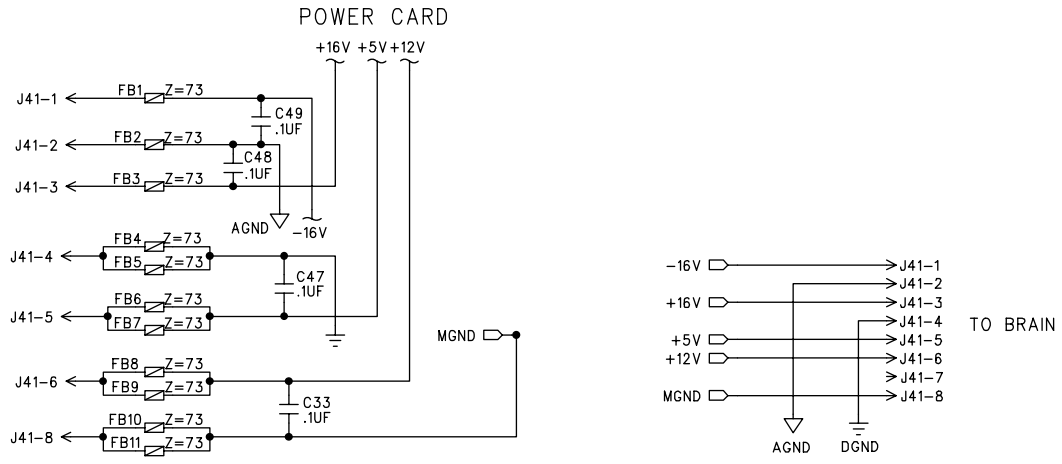 POWER CARD
+16V +5V +12V
J41-1 FB1 Z=73
C49
.1UF
J41-2 FB2 Z=73
C48
.1UF
J41-3 FB3 Z=73
AGND
-16V
FB4 Z=73
J41-4
FB5 Z=73
C47
.1UF
FB6 Z=73
J41-5
FB7 Z=73
MGND
FB8 Z=73
J41-6
FB9 Z=73
C33
.1UF
FB10 Z=73
J41-8
FB11 Z=73
-16V J41-1
J41-2
+16V J41-3
J41-4
TO BRAIN
+5V J41-5
+12V J41-6
J41-7
MGND J41-8
AGND DGND